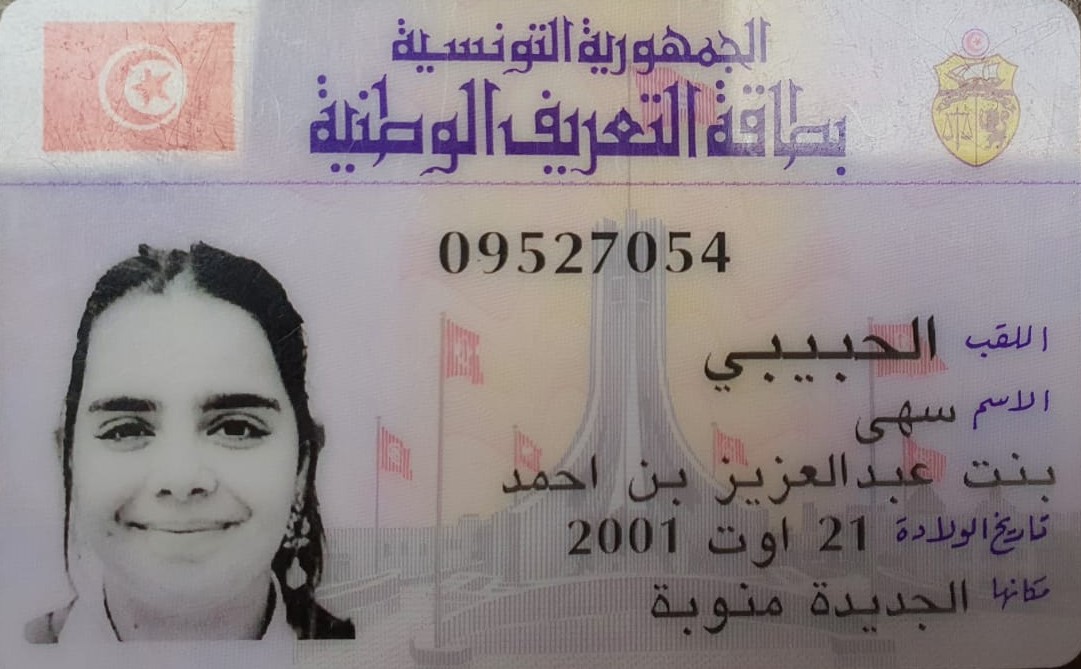 الجمهورية التونسية
بطاقة التعريف الوطنية
09527054
اللقب الحبيبي
الاسم سهى
بنت عبدالعزيز بن احمد
تاريخ الولادة 21 اوت 2001
مكانها الجديدة منوبة